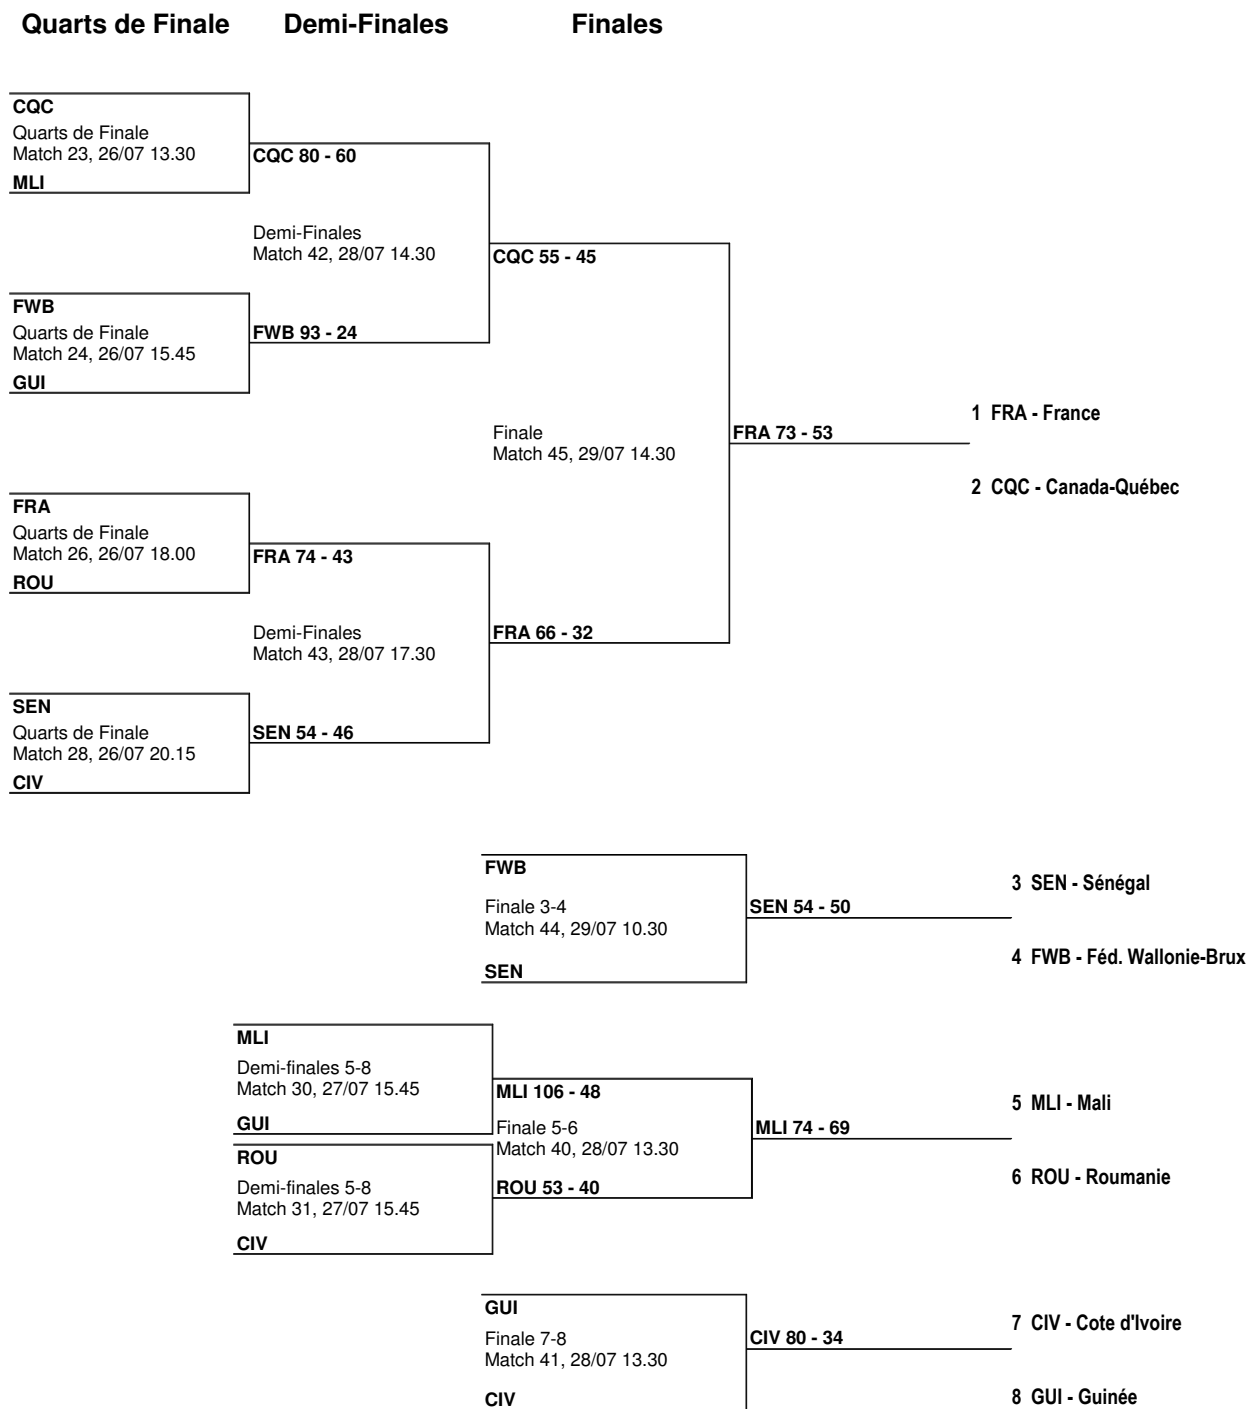 Quarts de Finale Demi-Finales Finales
CQC
Quarts de Finale
Match 23, 26/07 13.30
MLI
CQC 80 - 60
Demi-Finales
Match 42, 28/07 14.30
CQC 55 - 45
FWB
Quarts de Finale
Match 24, 26/07 15.45
GUI
FWB 93 - 24
Finale
Match 45, 29/07 14.30
FRA 73 - 53
1 FRA - France
2 CQC - Canada-Québec
FRA
Quarts de Finale
Match 26, 26/07 18.00
ROU
FRA 74 - 43
Demi-Finales
Match 43, 28/07 17.30
FRA 66 - 32
SEN
Quarts de Finale
Match 28, 26/07 20.15
CIV
SEN 54 - 46
FWB
Finale 3-4
Match 44, 29/07 10.30
SEN
SEN 54 - 50
3 SEN - Sénégal
4 FWB - Féd. Wallonie-Brux
MLI
Demi-finales 5-8
Match 30, 27/07 15.45
GUI
MLI 106 - 48
Finale 5-6
Match 40, 28/07 13.30
MLI 74 - 69
5 MLI - Mali
6 ROU - Roumanie
ROU
Demi-finales 5-8
Match 31, 27/07 15.45
CIV
ROU 53 - 40
GUI
Finale 7-8
Match 41, 28/07 13.30
CIV
CIV 80 - 34
7 CIV - Cote d'Ivoire
8 GUI - Guinée